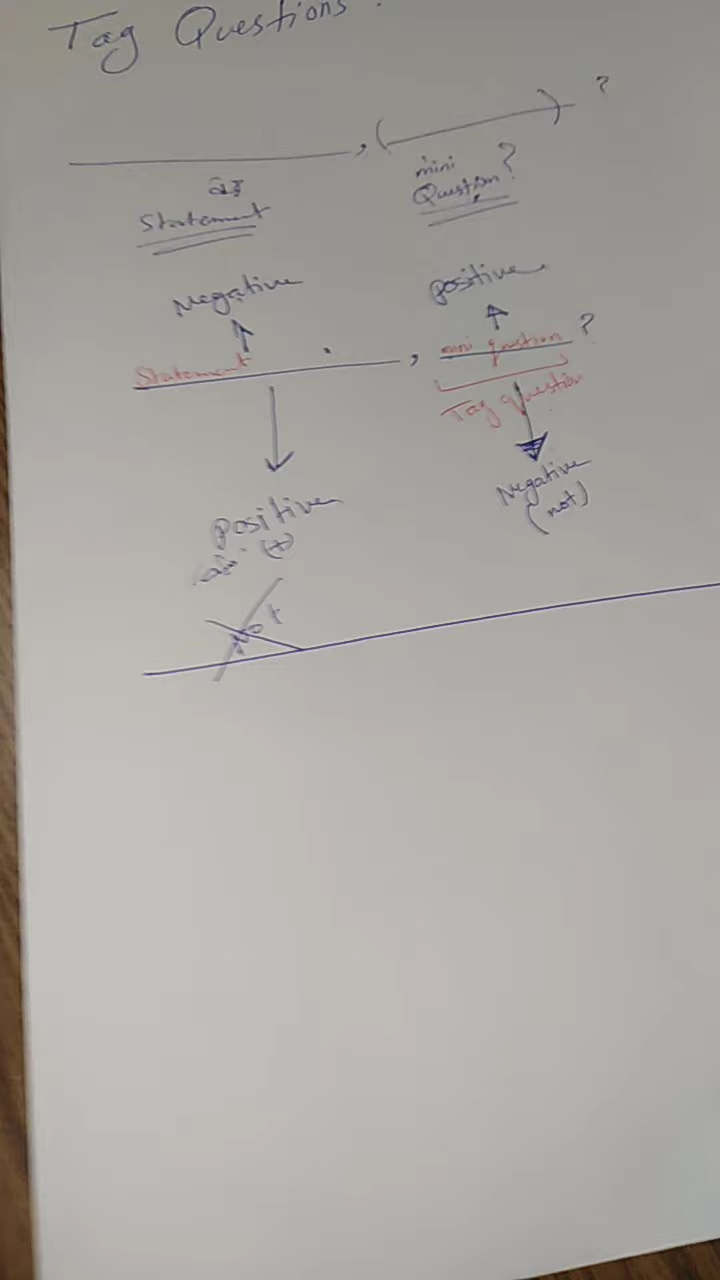 Tag Questions :
, ( ) ?
mini
Statement Question?
Negative positive
Statement , mini question ?
Tag question
Positive Negative
(+) (not)
Not